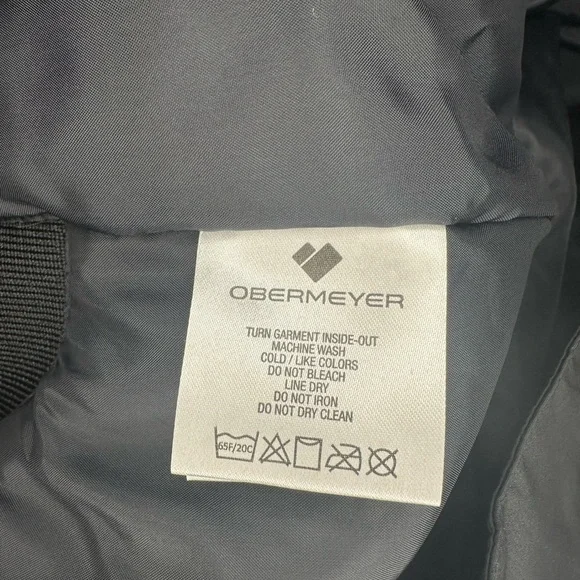 OBERMEYER
TURN GARMENT INSIDE-OUT
MACHINE WASH
COLD / LIKE COLORS
DO NOT BLEACH
LINE DRY
DO NOT IRON
DO NOT DRY CLEAN
65F/20C